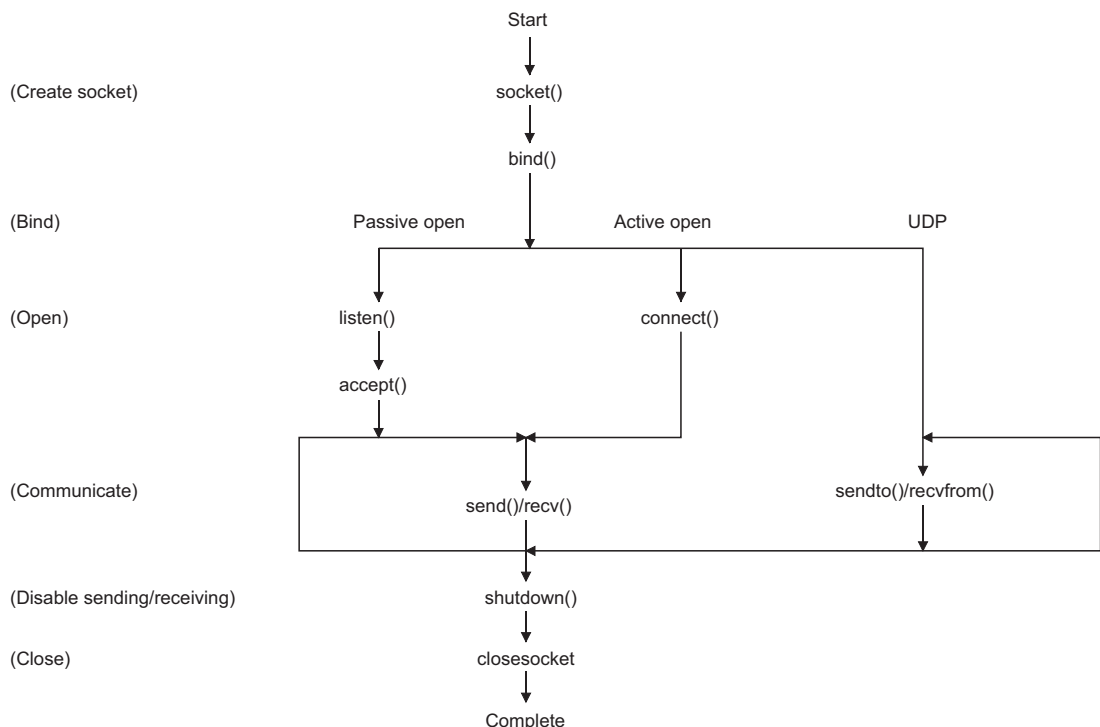 Start
(Create socket)
socket()
bind()
(Bind)
Passive open
Active open
UDP
(Open)
listen()
connect()
accept()
(Communicate)
send()/recv()
sendto()/recvfrom()
(Disable sending/receiving)
shutdown()
(Close)
closesocket
Complete